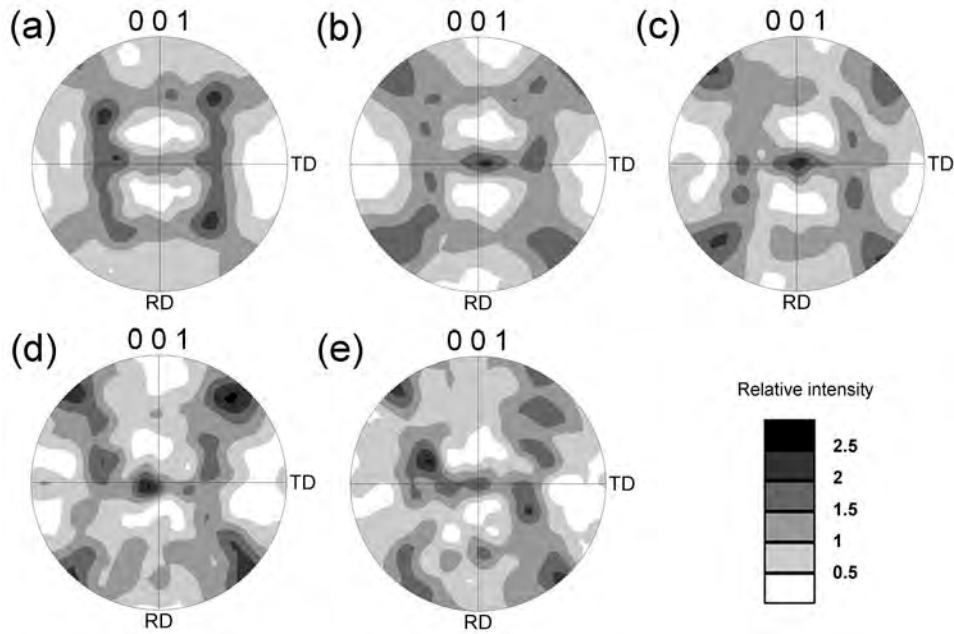 (a)
0 0 1
TD
RD
(b)
0 0 1
TD
RD
(c)
0 0 1
TD
RD
(d)
0 0 1
TD
RD
(e)
0 0 1
TD
RD
Relative intensity
2.5
2
1.5
1
0.5